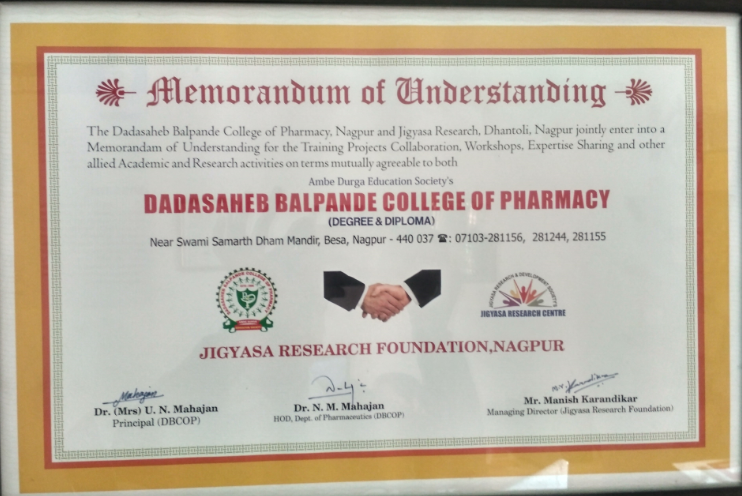 Memorandum of Understanding
The Dadasaheb Balpande College of Pharmacy, Nagpur and Jigyasa Research, Dhantoli, Nagpur jointly enter into a
Memorandam of Understanding for the Training Projects Collaboration, Workshops, Expertise Sharing and other
allied Academic and Research activities on terms mutually agreeable to both
Ambe Durga Education Society's
DADASAHEB BALPANDE COLLEGE OF PHARMACY
(DEGREE & DIPLOMA)
Near Swami Samarth Dham Mandir, Besa, Nagpur - 440 037 ☎: 07103-281156, 281244, 281155
JIGYASA RESEARCH CENTRE
JIGYASA RESEARCH FOUNDATION,NAGPUR
Mahajan
Dr. (Mrs) U. N. Mahajan
Principal (DBCOP)
Dr. N. M. Mahajan
HOD, Dept. of Pharmaceutics (DBCOP)
Mr. Manish Karandikar
Managing Director (Jigyasa Research Foundation)